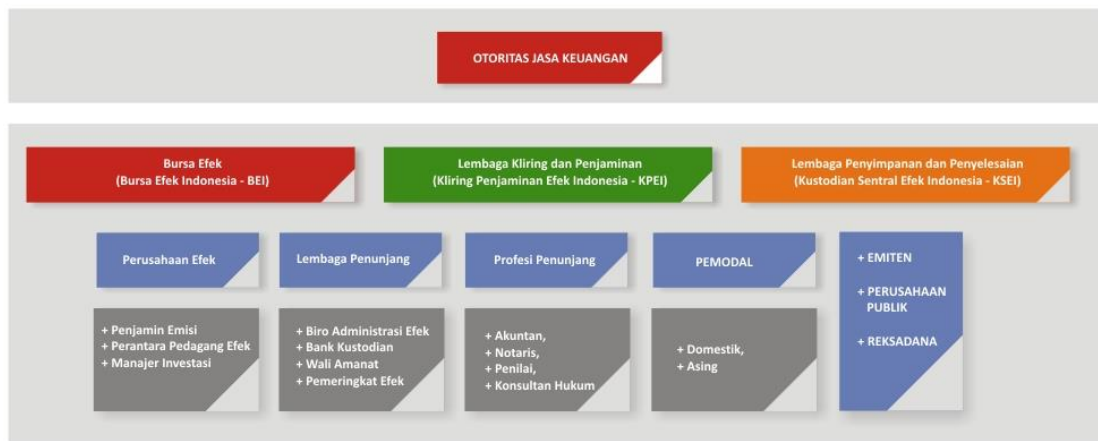 OTORITAS JASA KEUANGAN
Bursa Efek
(Bursa Efek Indonesia - BEI)
Lembaga Kliring dan Penjaminan
(Kliring Penjaminan Efek Indonesia - KPEI)
Lembaga Penyimpanan dan Penyelesaian
(Kustodian Sentral Efek Indonesia - KSEI)
Perusahaan Efek
Lembaga Penunjang
Profesi Penunjang
PEMODAL
+ EMITEN
+ PERUSAHAAN
PUBLIK
+ REKSADANA
+ Penjamin Emisi
+ Perantara Pedagang Efek
+ Manajer Investasi
+ Biro Administrasi Efek
+ Bank Kustodian
+ Wali Amanat
+ Pemeringkat Efek
+ Akuntan,
+ Notaris,
+ Penilai,
+ Konsultan Hukum
+ Domestik,
+ Asing